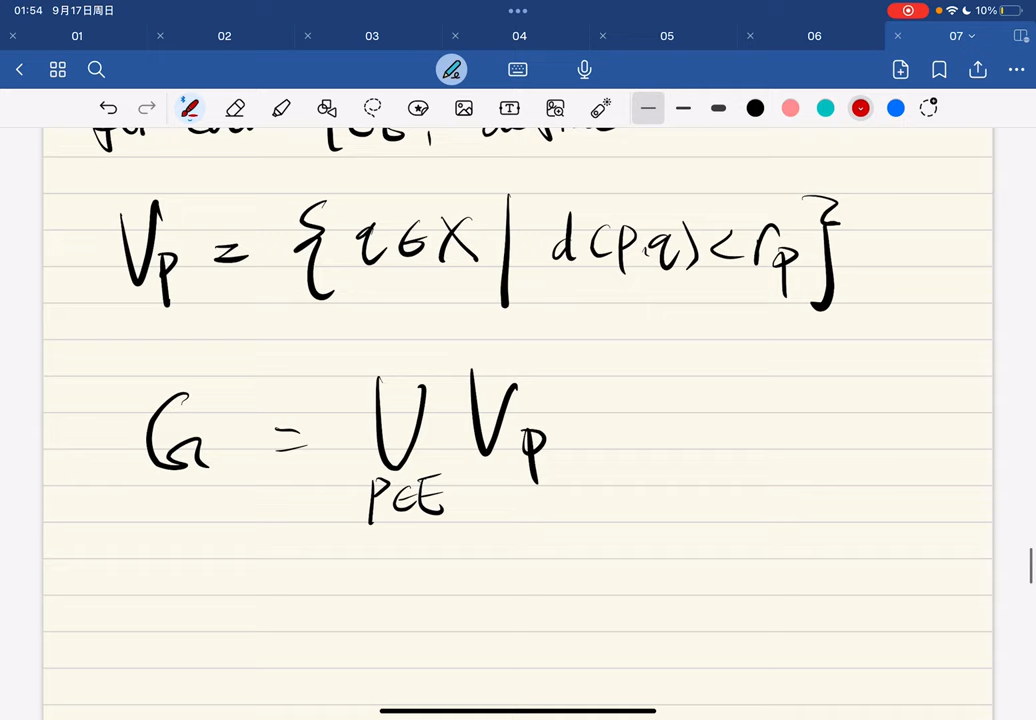 01:54 9月17日周日 10%
01 02 03 04 05 06 07
for
V_p = { q ∈ X | d(p,q) < r_p }
G = ∪ V_p
p∈E